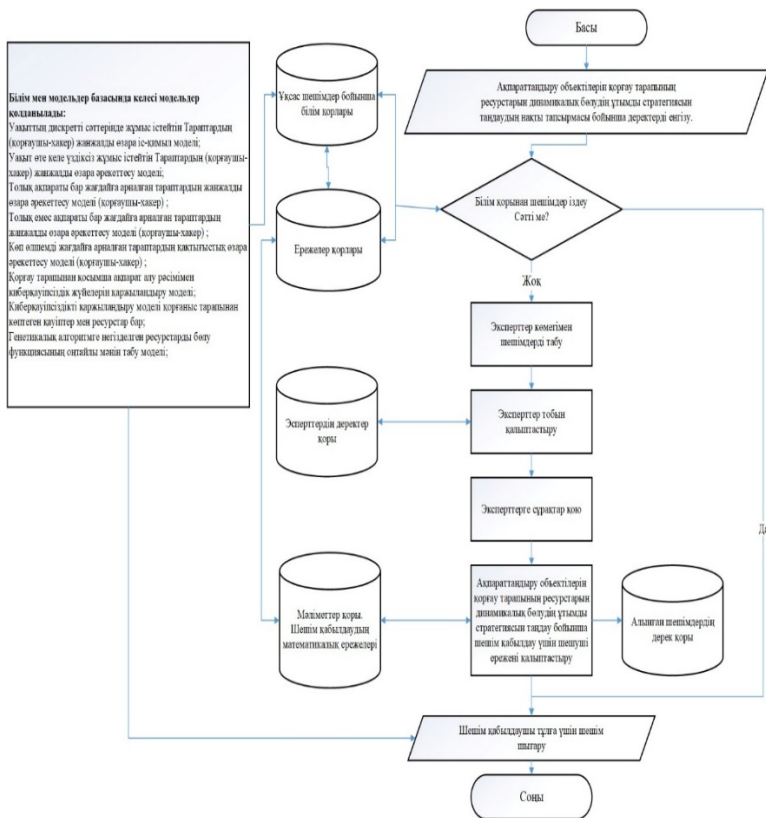 Білім мен модельдер базасында келесі модельдер
қолданылады:
Уақыттың дискретті сәттерінде жұмыс істейтін Тараптардың
(қорғаушы-хакер) жанжалды өзара іс-қимыл моделі;
Уақыт өте келе үздіксіз жұмыс істейтін Тараптардың (қорғаушы-
хакер) жанжалды өзара әрекеттесу моделі;
Толық ақпараты бар жағдайға арналған тараптардың жанжалды
өзара әрекеттесу моделі (қорғаушы-хакер) ;
Толық емес ақпараты бар жағдайға арналған тараптардың
жанжалды өзара әрекеттесу моделі (қорғаушы-хакер) ;
Көп өлшемді жағдайға арналған тараптардың қақтығыстық өзара
әрекеттесу моделі (қорғаушы-хакер) ;
Қорғау тарапынан қосымша ақпарат алу рәсімімен
киберқауіпсіздік жүйелерін қаржыландыру моделі;
Киберқауіпсіздікті қаржыландыру моделі қорғаныс тарапынан
көптеген қауіптер мен ресурстар бар;
Генетикалық алгоритмге негізделген ресурстарды бөлу
функциясының оңтайлы мәнін табу моделі;
Ұқсас шешімдер бойынша
білім қорлары
Ережелер қорлары
Басы
Ақпараттандыру объектілерін қорғау тарапының
ресурстарын динамикалық бөлудің ұтымды стратегиясын
таңдаудың нақты тапсырмасы бойынша деректерді енгізу.
Білім қорынан шешімдер іздеу
Сәтті ме?
Жоқ
Эксперттер көмегімен
шешімдерді табу
Эсперттердің деректер
қоры
Эксперттер тобын
қалыптастыру
Эксперттерге сұрақтар қою
Мәліметтер қоры.
Шешім қабылдаудың
математикалық ережелері
Ақпараттандыру объектілерін
қорғау тарапының ресурстарын
динамикалық бөлудің ұтымды
стратегиясын таңдау бойынша
шешім қабылдау үшін шешуші
ережені қалыптастыру
Алынған шешімдердің
дерек қоры
Шешім қабылдаушы тұлға үшін шешім
шығару
Соңы